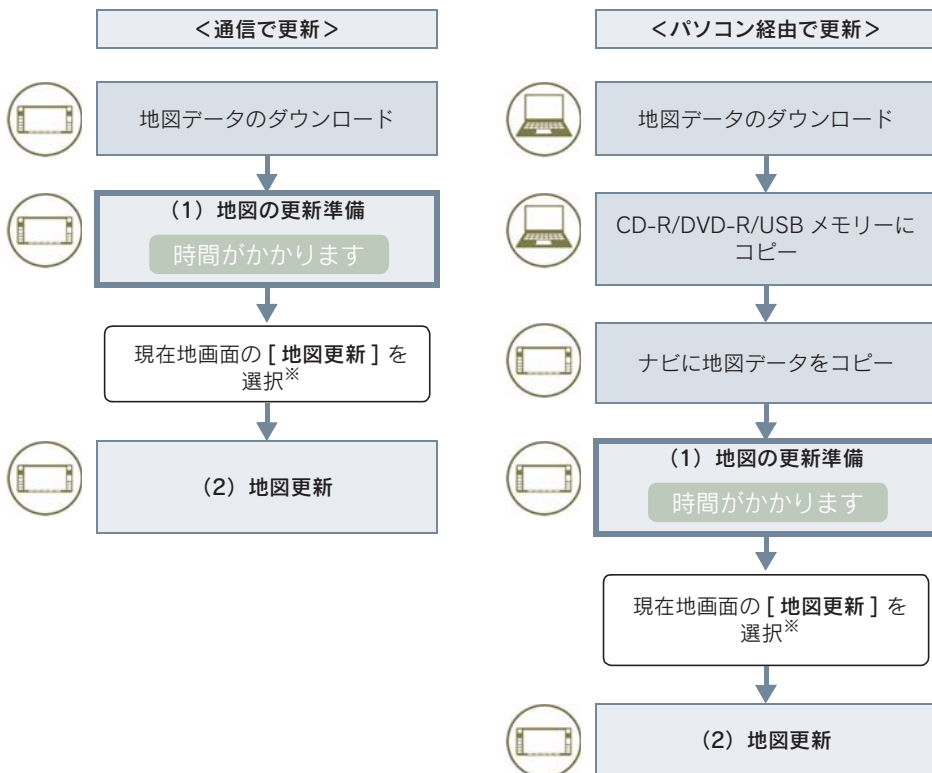 ＜通信で更新＞
地図データのダウンロード
（1）地図の更新準備
時間がかかります
現在地画面の [ 地図更新 ] を
選択※
（2）地図更新
＜パソコン経由で更新＞
地図データのダウンロード
CD-R/DVD-R/USB メモリーに
コピー
ナビに地図データをコピー
（1）地図の更新準備
時間がかかります
現在地画面の [ 地図更新 ] を
選択※
（2）地図更新